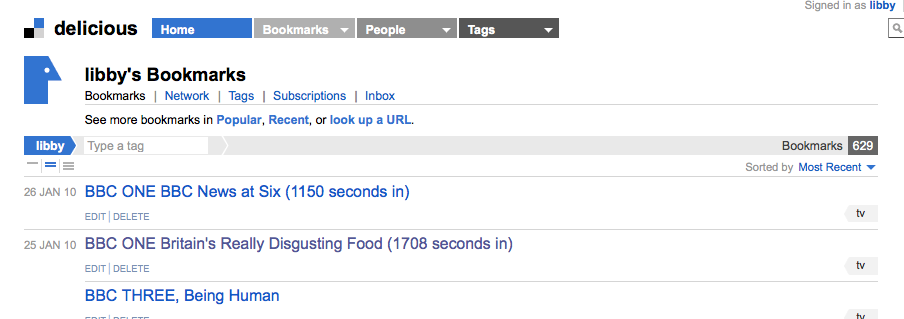 Signed in as libby
delicious Home Bookmarks People Tags
libby's Bookmarks
Bookmarks | Network | Tags | Subscriptions | Inbox
See more bookmarks in Popular, Recent, or look up a URL.
libby Type a tag Bookmarks 629
Sorted by Most Recent
26 JAN 10 BBC ONE BBC News at Six (1150 seconds in)
EDIT | DELETE tv
25 JAN 10 BBC ONE Britain's Really Disgusting Food (1708 seconds in)
EDIT | DELETE tv
BBC THREE, Being Human
EDIT | DELETE tv